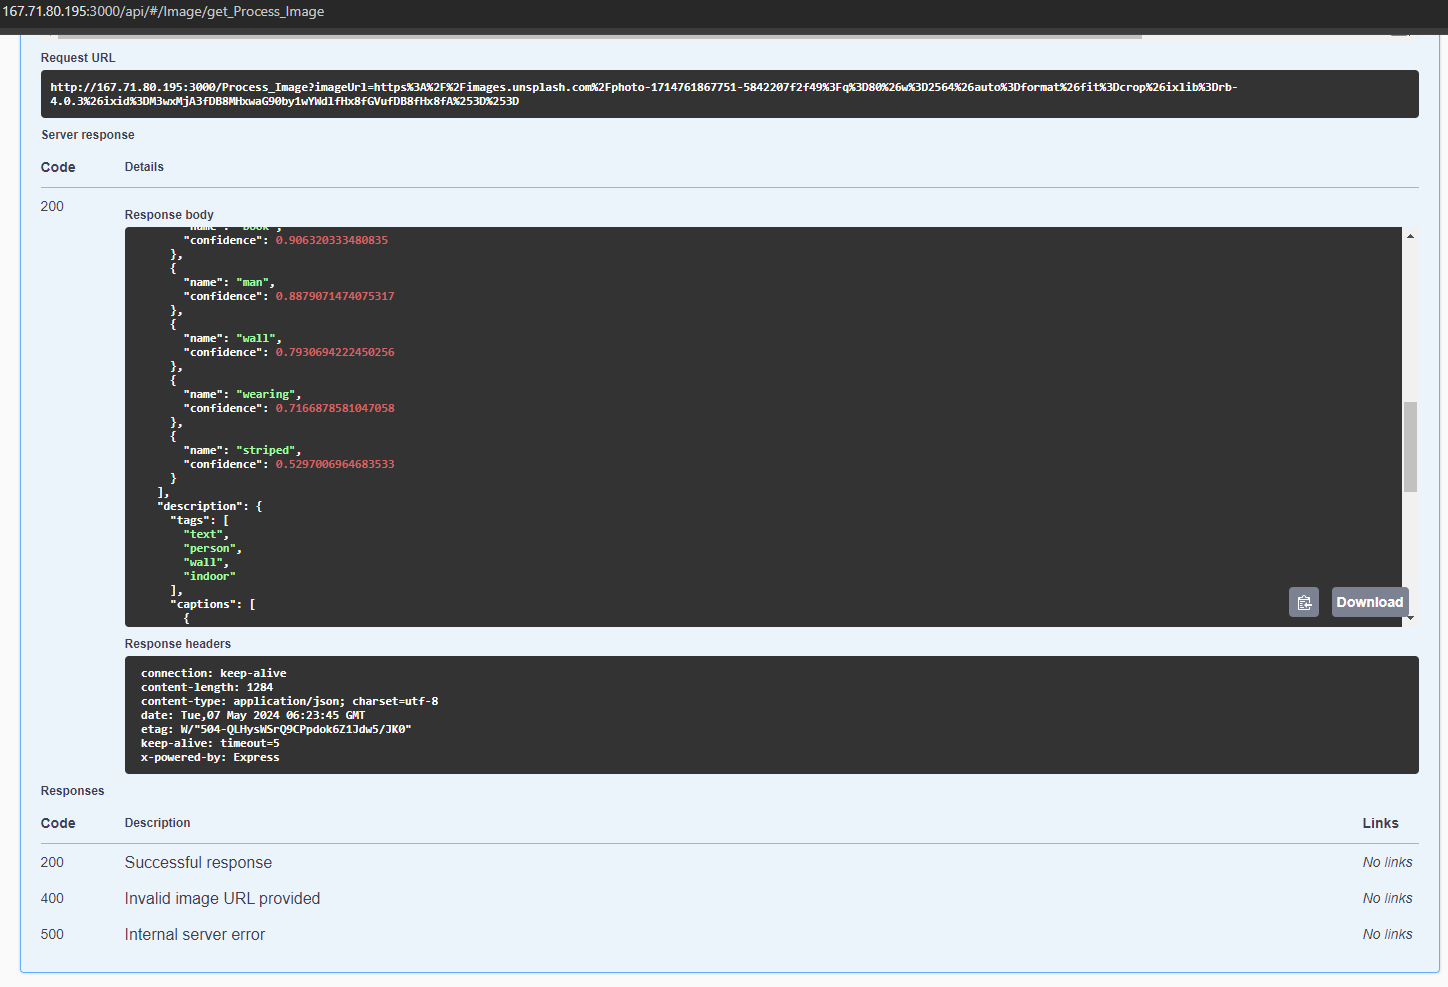 167.71.80.195:3000/api/#/Image/get_Process_Image
Request URL
http://167.71.80.195:3000/Process_Image?imageUrl=https%3A%2F%2Fimages.unsplash.com%2Fphoto-1714761867751-5842207f2f49%3Fq%3D80%26w%3D2564%26auto%3Dformat%26fit%3Dcrop%26ixlib%3Drb-
4.0.3%26ixid%3DM3wxMjA3fDB8MHxwaG90by1wYWdlfHx8fGVufDB8fHx8fA%253D%253D
Server response
Code Details
200
Response body
"name": "book",
"confidence": 0.906320333480835
},
{
"name": "man",
"confidence": 0.8879071474075317
},
{
"name": "wall",
"confidence": 0.7930694222450256
},
{
"name": "wearing",
"confidence": 0.7166878581047058
},
{
"name": "striped",
"confidence": 0.5297006964683533
}
],
"description": {
"tags": [
"text",
"person",
"wall",
"indoor"
],
"captions": [
{
Download
Response headers
connection: keep-alive
content-length: 1284
content-type: application/json; charset=utf-8
date: Tue,07 May 2024 06:23:45 GMT
etag: W/"504-QLHysWSrQ9CPpdok6Z1Jdw5/JK0"
keep-alive: timeout=5
x-powered-by: Express
Responses
Code Description Links
200 Successful response No links
400 Invalid image URL provided No links
500 Internal server error No links